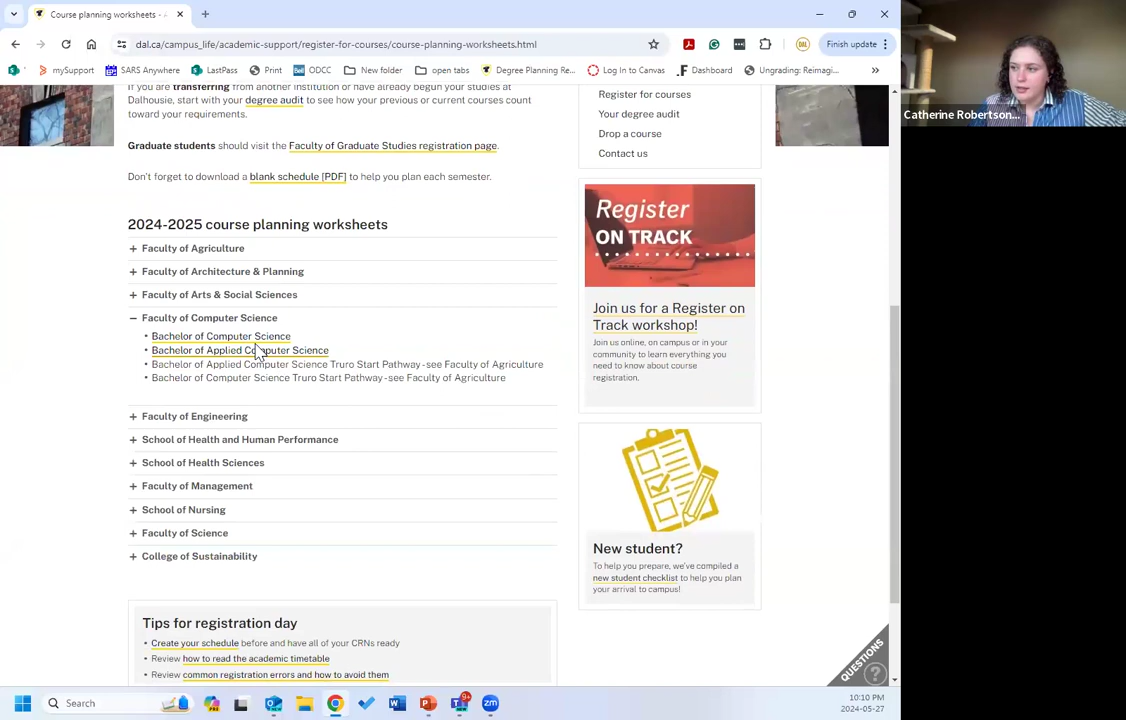 Course planning worksheets - 
dal.ca/campus_life/academic-support/register-for-courses/course-planning-worksheets.html
DAL
Finish update
mySupport
SARS Anywhere
LastPass
Print
ODCC
New folder
open tabs
Degree Planning Re...
Log In to Canvas
Dashboard
Ungrading: Reimagi...
Catherine Robertson...
If you are transferring from another institution or have already begun your studies at
Dalhousie, start with your degree audit to see how your previous or current courses count
toward your requirements.
Graduate students should visit the Faculty of Graduate Studies registration page.
Don't forget to download a blank schedule [PDF] to help you plan each semester.
2024-2025 course planning worksheets
+ Faculty of Agriculture
+ Faculty of Architecture & Planning
+ Faculty of Arts & Social Sciences
− Faculty of Computer Science
• Bachelor of Computer Science
• Bachelor of Applied Computer Science
• Bachelor of Applied Computer Science Truro Start Pathway - see Faculty of Agriculture
• Bachelor of Computer Science Truro Start Pathway - see Faculty of Agriculture
+ Faculty of Engineering
+ School of Health and Human Performance
+ School of Health Sciences
+ Faculty of Management
+ School of Nursing
+ Faculty of Science
+ College of Sustainability
Tips for registration day
• Create your schedule before and have all of your CRNs ready
• Review how to read the academic timetable
• Review common registration errors and how to avoid them
Register for courses
Your degree audit
Drop a course
Contact us
Register
ON TRACK
Join us for a Register on
Track workshop!
Join us online, on campus or in your
community to learn everything you
need to know about course
registration.
New student?
To help you prepare, we've compiled a
new student checklist to help you plan
your arrival to campus!
QUESTIONS
?
Search
9+
zm
10:10 PM
2024-05-27